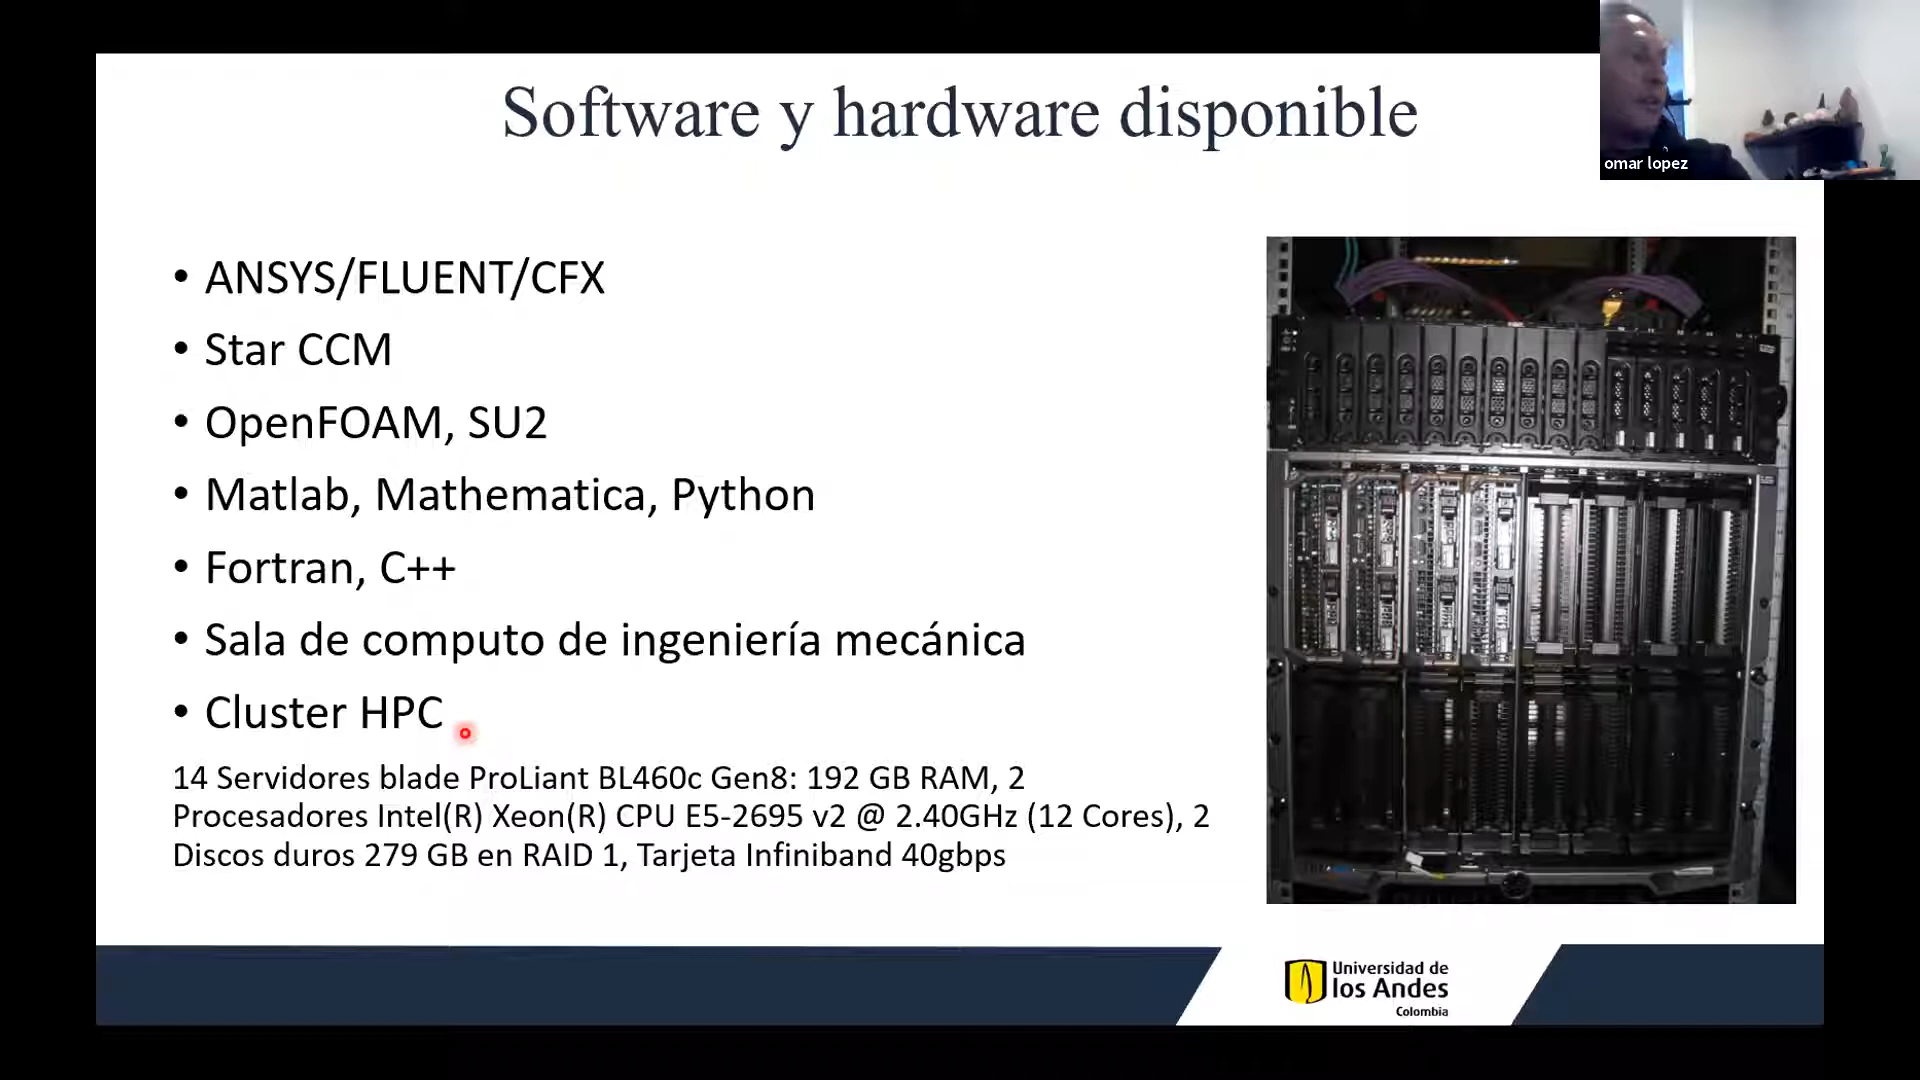 Software y hardware disponible
omar lopez
• ANSYS/FLUENT/CFX
• Star CCM
• OpenFOAM, SU2
• Matlab, Mathematica, Python
• Fortran, C++
• Sala de computo de ingeniería mecánica
• Cluster HPC
14 Servidores blade ProLiant BL460c Gen8: 192 GB RAM, 2
Procesadores Intel(R) Xeon(R) CPU E5-2695 v2 @ 2.40GHz (12 Cores), 2
Discos duros 279 GB en RAID 1, Tarjeta Infiniband 40gbps
Universidad de
los Andes
Colombia